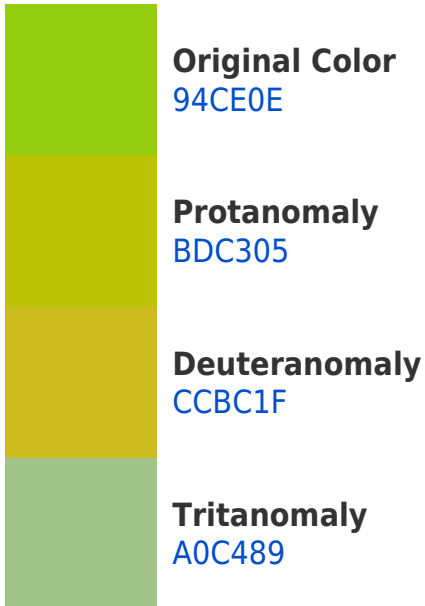 Original Color
94CE0E
Protanomaly
BDC305
Deuteranomaly
CCBC1F
Tritanomaly
A0C489